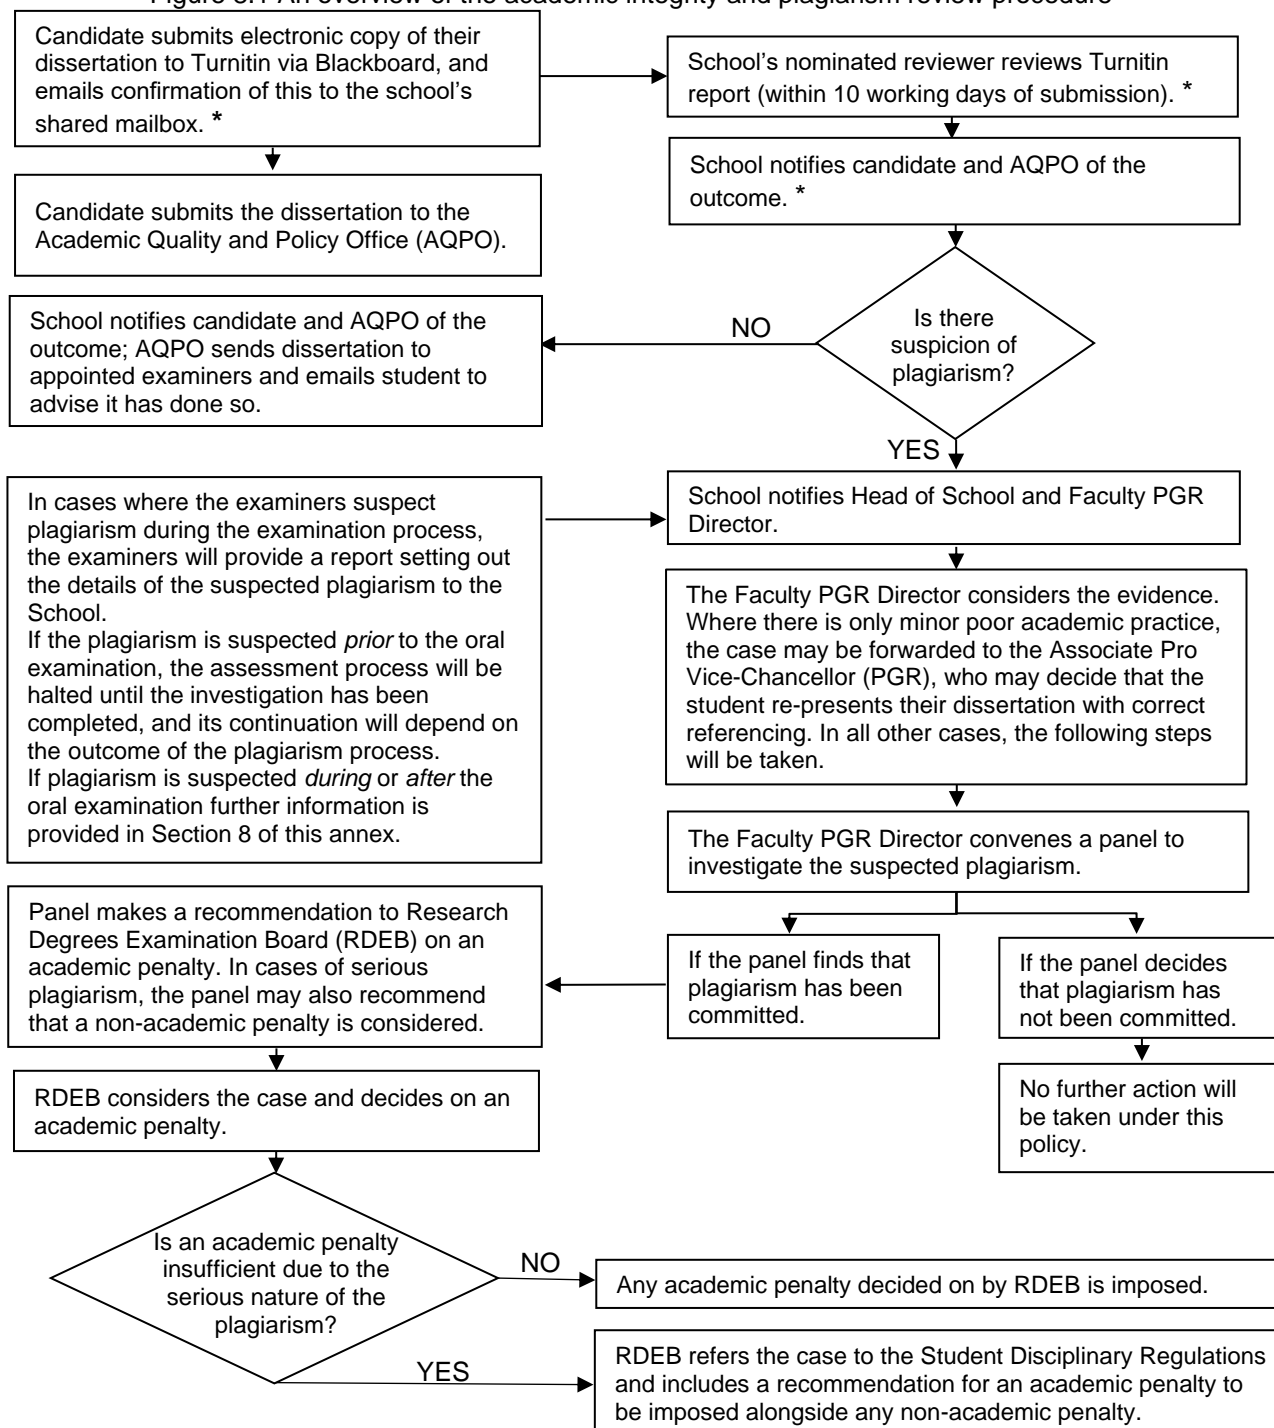 Figure 8.1 An overview of the academic integrity and plagiarism review procedure
Candidate submits electronic copy of their
dissertation to Turnitin via Blackboard, and
emails confirmation of this to the school's
shared mailbox. *
School's nominated reviewer reviews Turnitin
report (within 10 working days of submission). *
School notifies candidate and AQPO of the
outcome. *
Candidate submits the dissertation to the
Academic Quality and Policy Office (AQPO).
Is there
suspicion of
plagiarism?
NO
School notifies candidate and AQPO of the
outcome; AQPO sends dissertation to
appointed examiners and emails student to
advise it has done so.
YES
School notifies Head of School and Faculty PGR
Director.
In cases where the examiners suspect
plagiarism during the examination process,
the examiners will provide a report setting out
the details of the suspected plagiarism to the
School.
If the plagiarism is suspected prior to the oral
examination, the assessment process will be
halted until the investigation has been
completed, and its continuation will depend on
the outcome of the plagiarism process.
If plagiarism is suspected during or after the
oral examination further information is
provided in Section 8 of this annex.
The Faculty PGR Director considers the evidence.
Where there is only minor poor academic practice,
the case may be forwarded to the Associate Pro
Vice-Chancellor (PGR), who may decide that the
student re-presents their dissertation with correct
referencing. In all other cases, the following steps
will be taken.
The Faculty PGR Director convenes a panel to
investigate the suspected plagiarism.
If the panel finds that
plagiarism has been
committed.
If the panel decides
that plagiarism has
not been committed.
No further action will
be taken under this
policy.
Panel makes a recommendation to Research
Degrees Examination Board (RDEB) on an
academic penalty. In cases of serious
plagiarism, the panel may also recommend
that a non-academic penalty is considered.
RDEB considers the case and decides on an
academic penalty.
Is an academic penalty
insufficient due to the
serious nature of the
plagiarism?
NO
Any academic penalty decided on by RDEB is imposed.
YES
RDEB refers the case to the Student Disciplinary Regulations
and includes a recommendation for an academic penalty to
be imposed alongside any non-academic penalty.